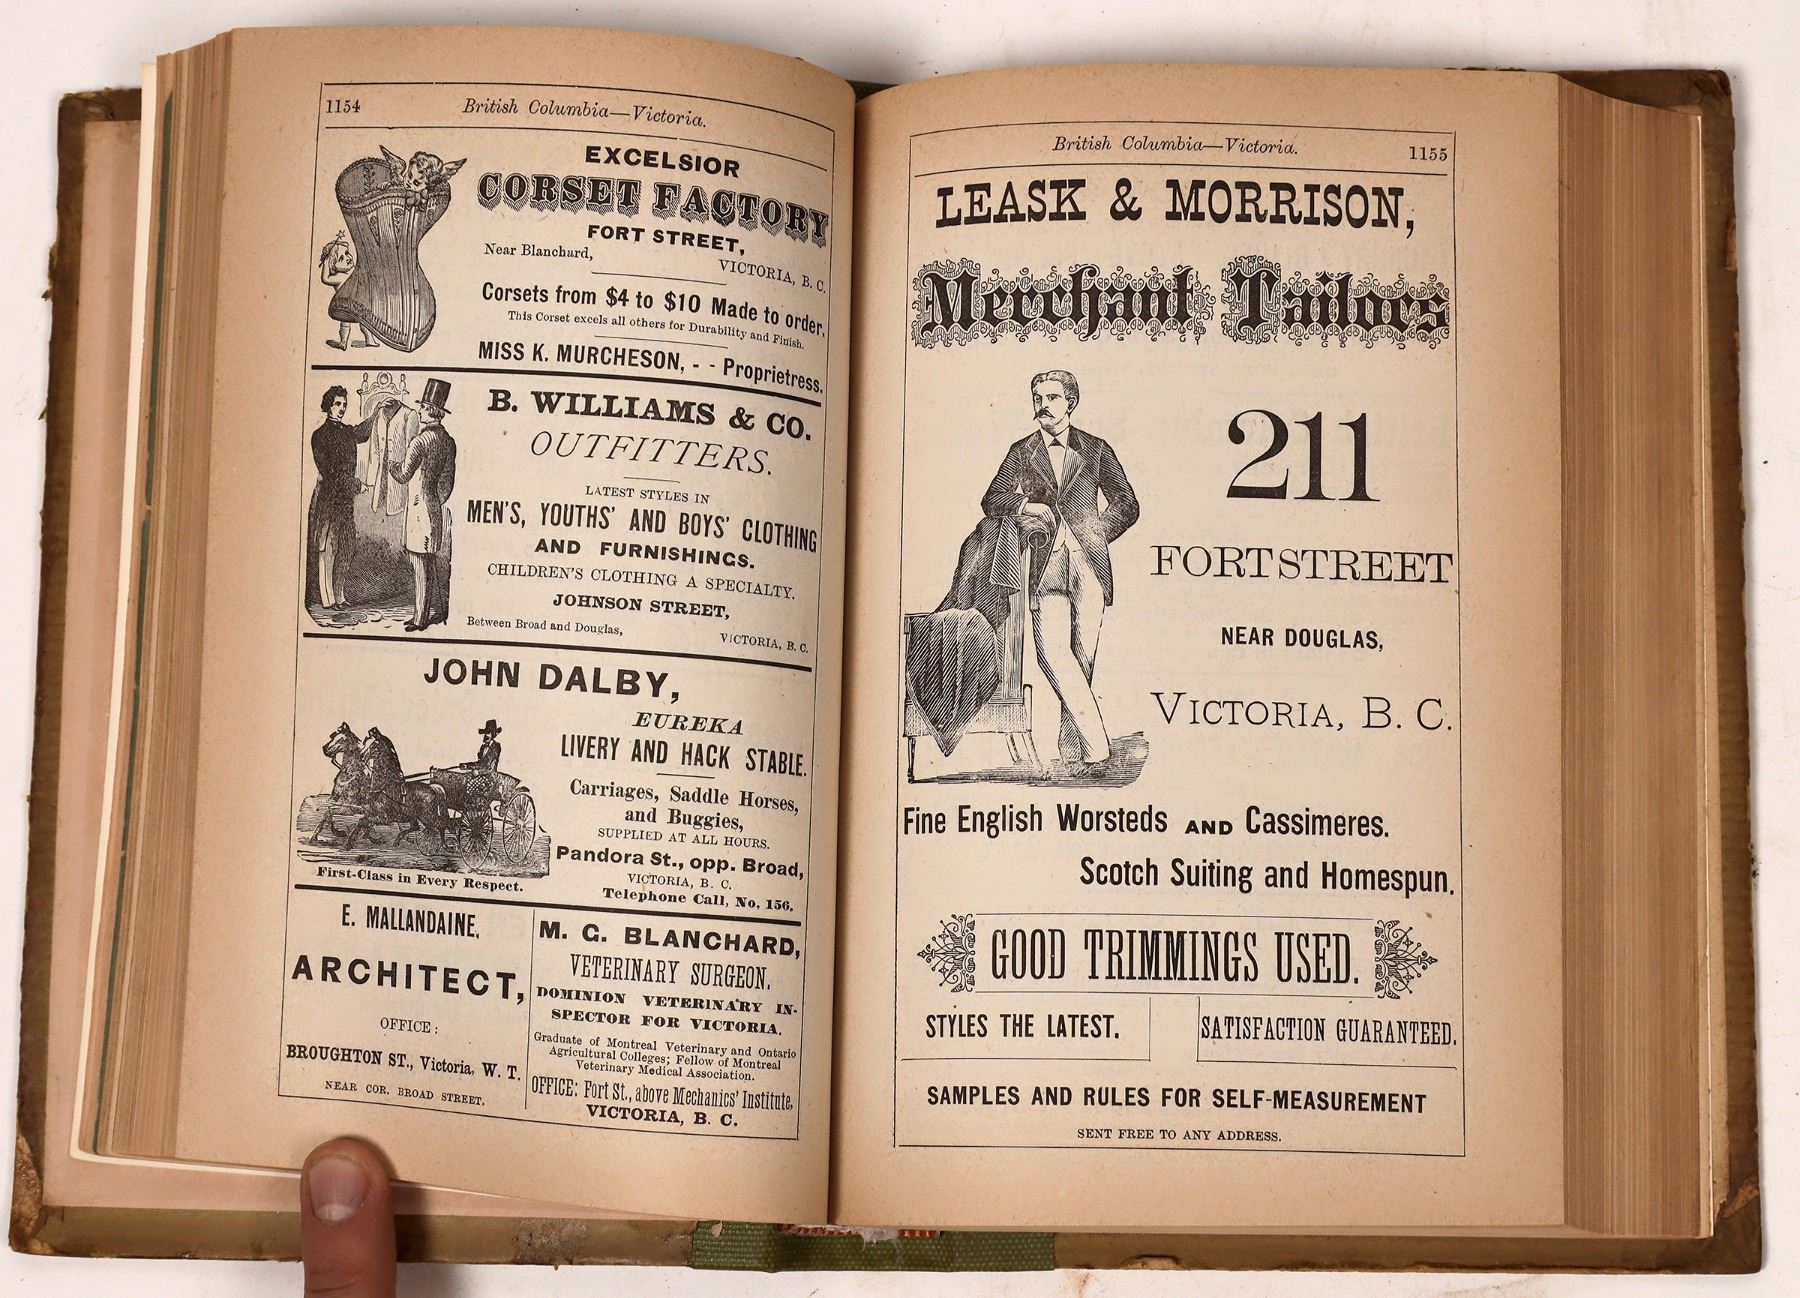 1154
British Columbia—Victoria.
EXCELSIOR
CORSET FACTORY
FORT STREET,
Near Blanchard,
VICTORIA, B. C.
Corsets from $4 to $10 Made to order.
This Corset excels all others for Durability and Finish.
MISS K. MURCHESON, - - Proprietress.
B. WILLIAMS & CO.
OUTFITTERS.
LATEST STYLES IN
MEN'S, YOUTHS' AND BOYS' CLOTHING
AND FURNISHINGS.
CHILDREN'S CLOTHING A SPECIALTY.
JOHNSON STREET,
Between Broad and Douglas,
VICTORIA, B. C.
JOHN DALBY,
EUREKA
LIVERY AND HACK STABLE.
Carriages, Saddle Horses,
and Buggies,
SUPPLIED AT ALL HOURS.
Pandora St., opp. Broad,
VICTORIA, B. C.
Telephone Call, No. 156.
First-Class in Every Respect.
E. MALLANDAINE,
ARCHITECT,
OFFICE:
BROUGHTON ST., Victoria, W. T.
NEAR COR. BROAD STREET.
M. G. BLANCHARD,
VETERINARY SURGEON.
DOMINION VETERINARY IN-
SPECTOR FOR VICTORIA.
Graduate of Montreal Veterinary and Ontario
Agricultural Colleges; Fellow of Montreal
Veterinary Medical Association.
OFFICE: Fort St., above Mechanics' Institute,
VICTORIA, B. C.
British Columbia—Victoria.
1155
LEASK & MORRISON,
Merchant Tailors
211
FORT STREET
NEAR DOUGLAS,
VICTORIA, B. C.
Fine English Worsteds AND Cassimeres.
Scotch Suiting and Homespun.
GOOD TRIMMINGS USED.
STYLES THE LATEST.
SATISFACTION GUARANTEED.
SAMPLES AND RULES FOR SELF-MEASUREMENT
SENT FREE TO ANY ADDRESS.